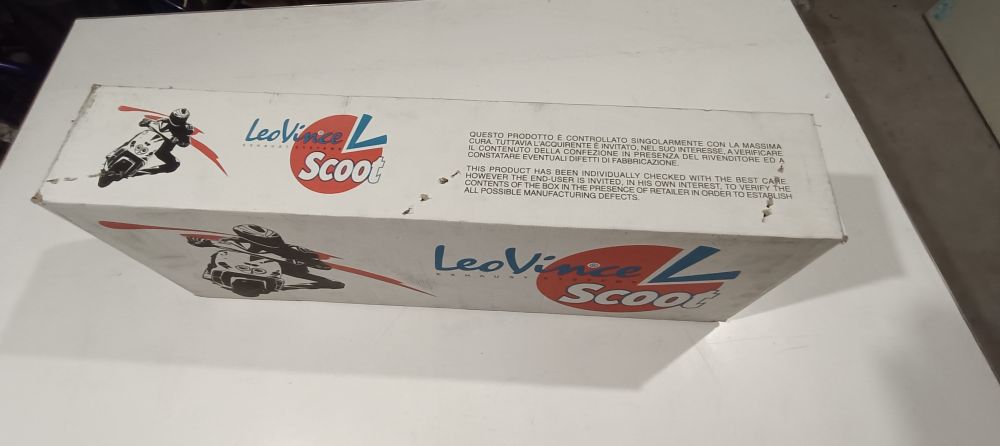 LeoVince L
EXHAUST SYSTEMS
Scoot
QUESTO PRODOTTO È CONTROLLATO SINGOLARMENTE CON LA MASSIMA
CURA. TUTTAVIA L'ACQUIRENTE È INVITATO, NEL SUO INTERESSE, A VERIFICARE
IL CONTENUTO DELLA CONFEZIONE IN PRESENZA DEL RIVENDITORE ED A
CONSTATARE EVENTUALI DIFETTI DI FABBRICAZIONE.
THIS PRODUCT HAS BEEN INDIVIDUALLY CHECKED WITH THE BEST CARE
HOWEVER THE END-USER IS INVITED, IN HIS OWN INTEREST, TO VERIFY THE
CONTENTS OF THE BOX IN THE PRESENCE OF RETAILER IN ORDER TO ESTABLISH
ALL POSSIBLE MANUFACTURING DEFECTS.
LeoVince L
EXHAUST SYSTEMS
Scoot